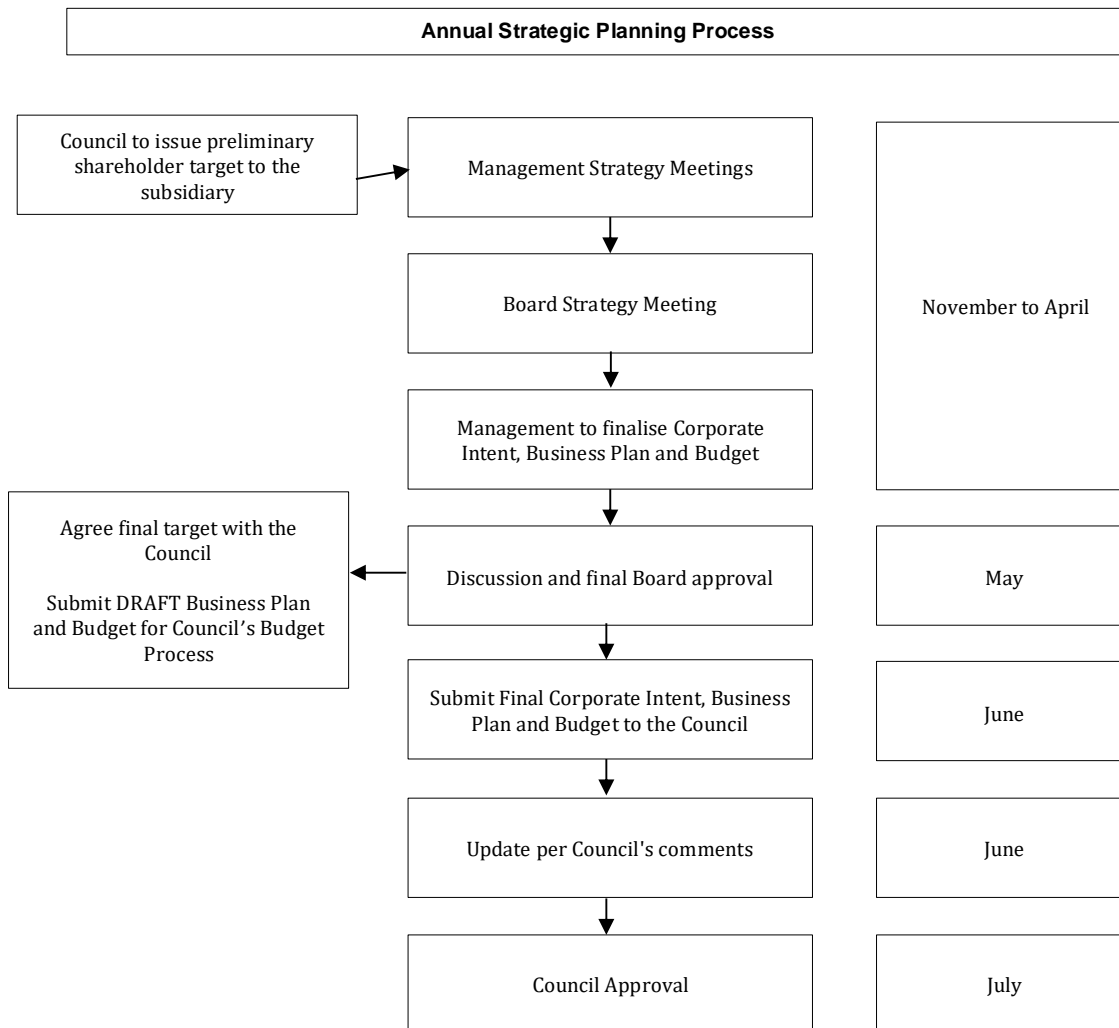 Annual Strategic Planning Process
Council to issue preliminary
shareholder target to the
subsidiary
Management Strategy Meetings
Board Strategy Meeting
November to April
Management to finalise Corporate
Intent, Business Plan and Budget
Agree final target with the
Council
Submit DRAFT Business Plan
and Budget for Council’s Budget
Process
Discussion and final Board approval
May
Submit Final Corporate Intent, Business
Plan and Budget to the Council
June
Update per Council's comments
June
Council Approval
July